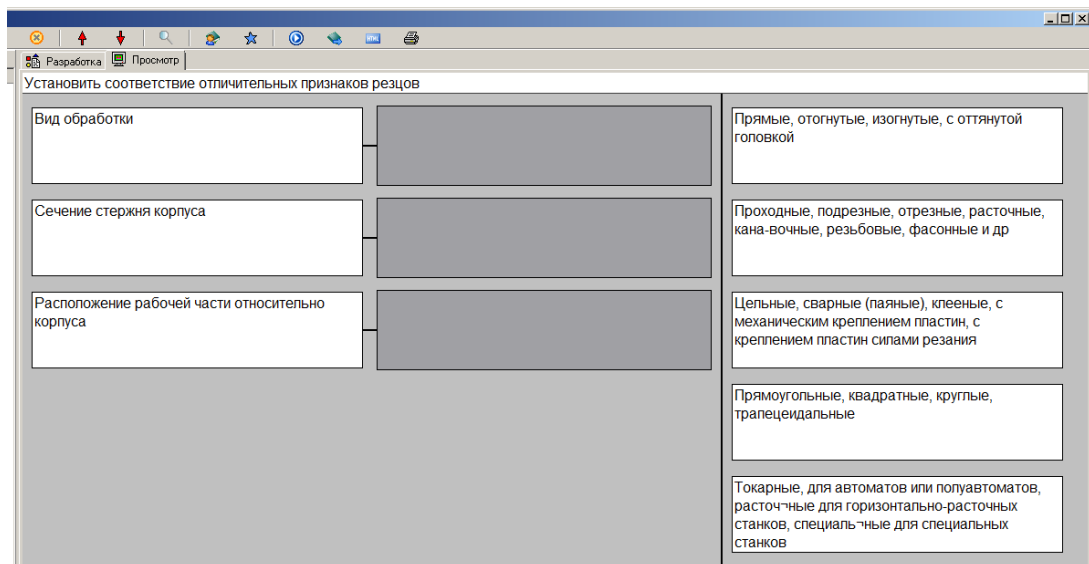 Разработка
Просмотр
Установить соответствие отличительных признаков резцов
Вид обработки
Сечение стержня корпуса
Расположение рабочей части относительно
корпуса
Прямые, отогнутые, изогнутые, с оттянутой
головкой
Проходные, подрезные, отрезные, расточные,
кана-вочные, резьбовые, фасонные и др
Цельные, сварные (паяные), клееные, с
механическим креплением пластин, с
креплением пластин силами резания
Прямоугольные, квадратные, круглые,
трапецеидальные
Токарные, для автоматов или полуавтоматов,
расточ¬ные для горизонтально-расточных
станков, специаль¬ные для специальных
станков